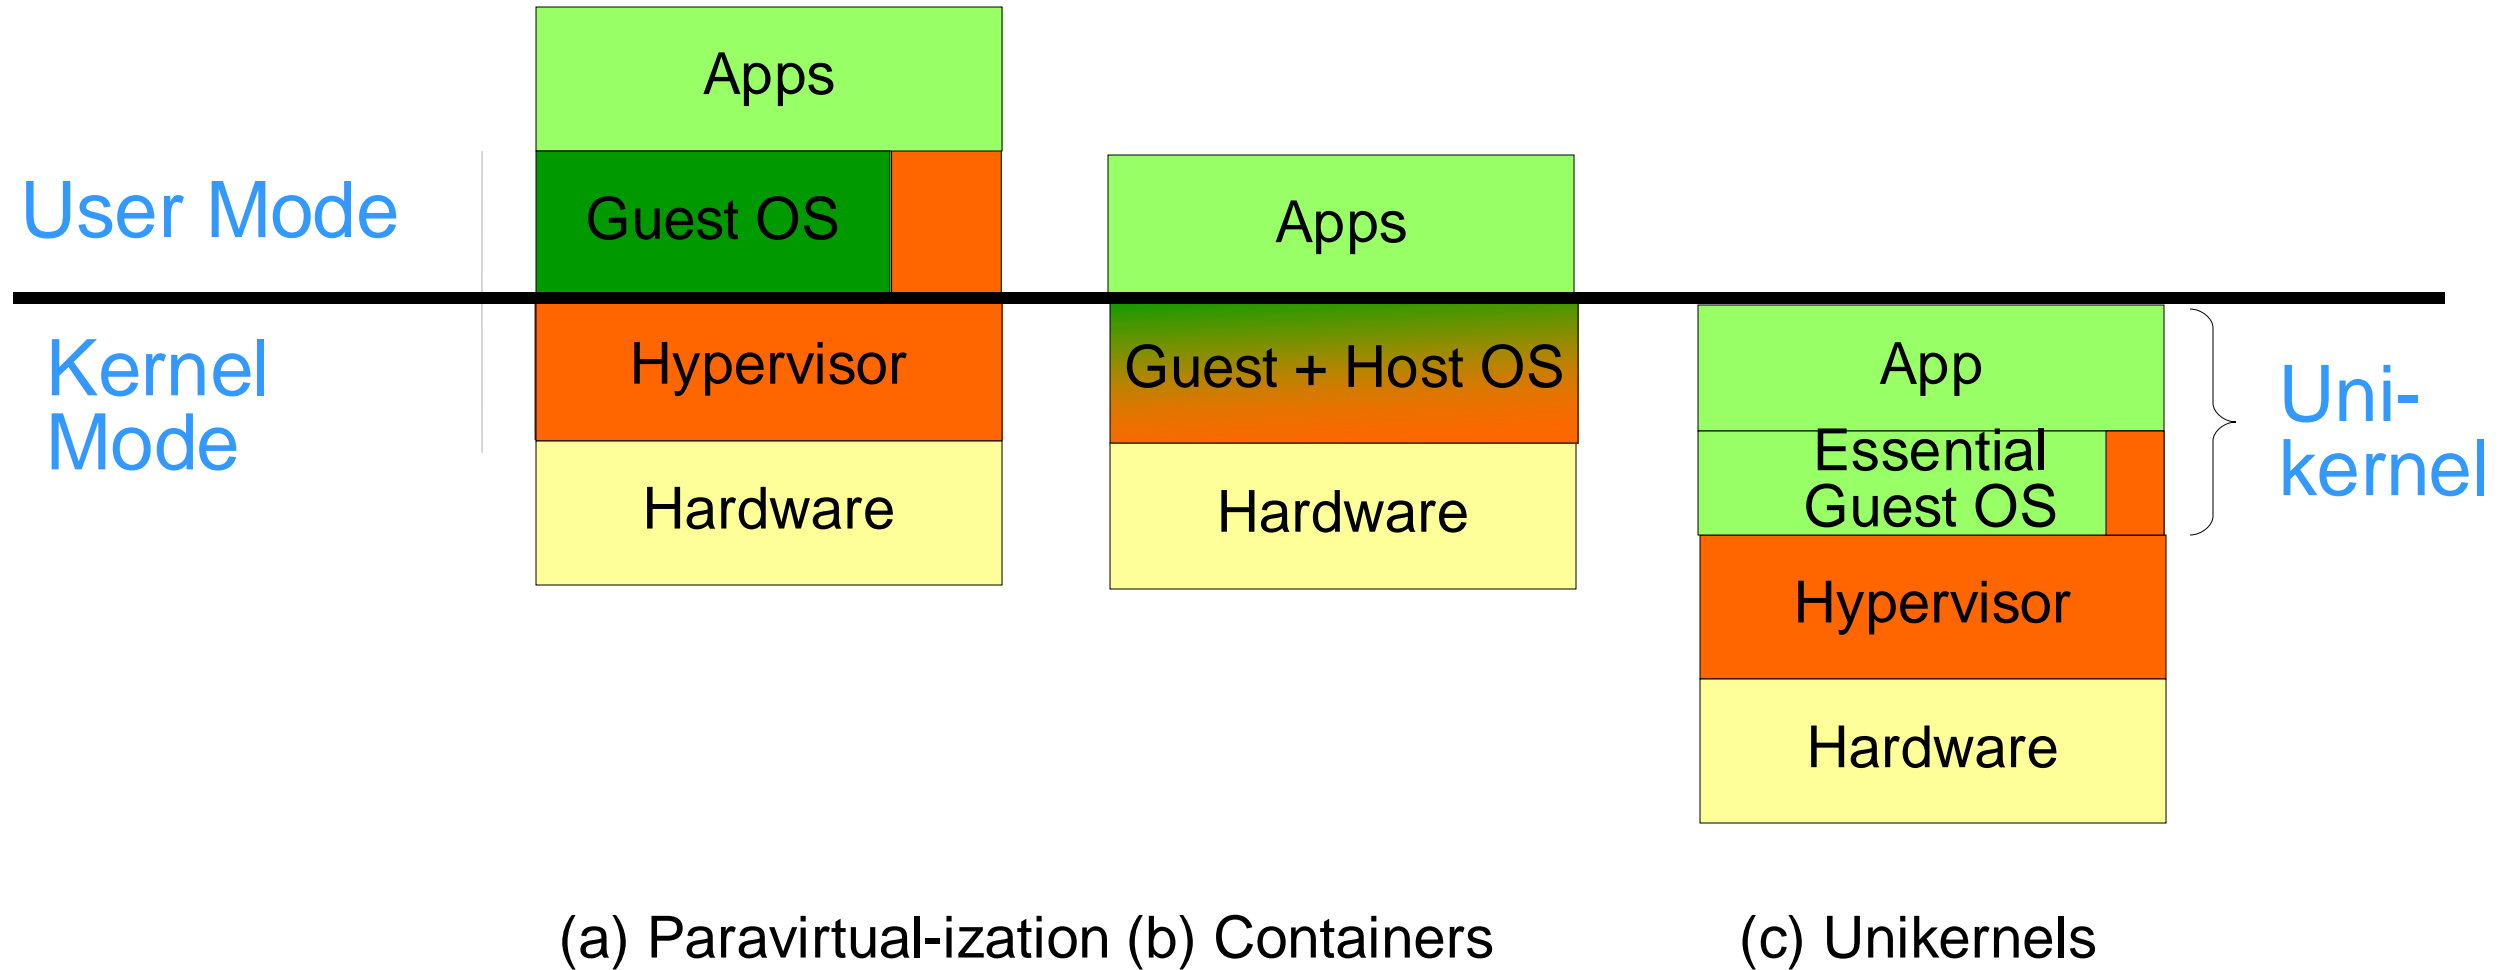 User Mode
Kernel
Mode
Apps
Guest OS
Hypervisor
Hardware
Apps
Guest + Host OS
Hardware
App
Essential
Guest OS
Hypervisor
Hardware
Uni-
kernel
(a) Paravirtual-ization
(b) Containers
(c) Unikernels